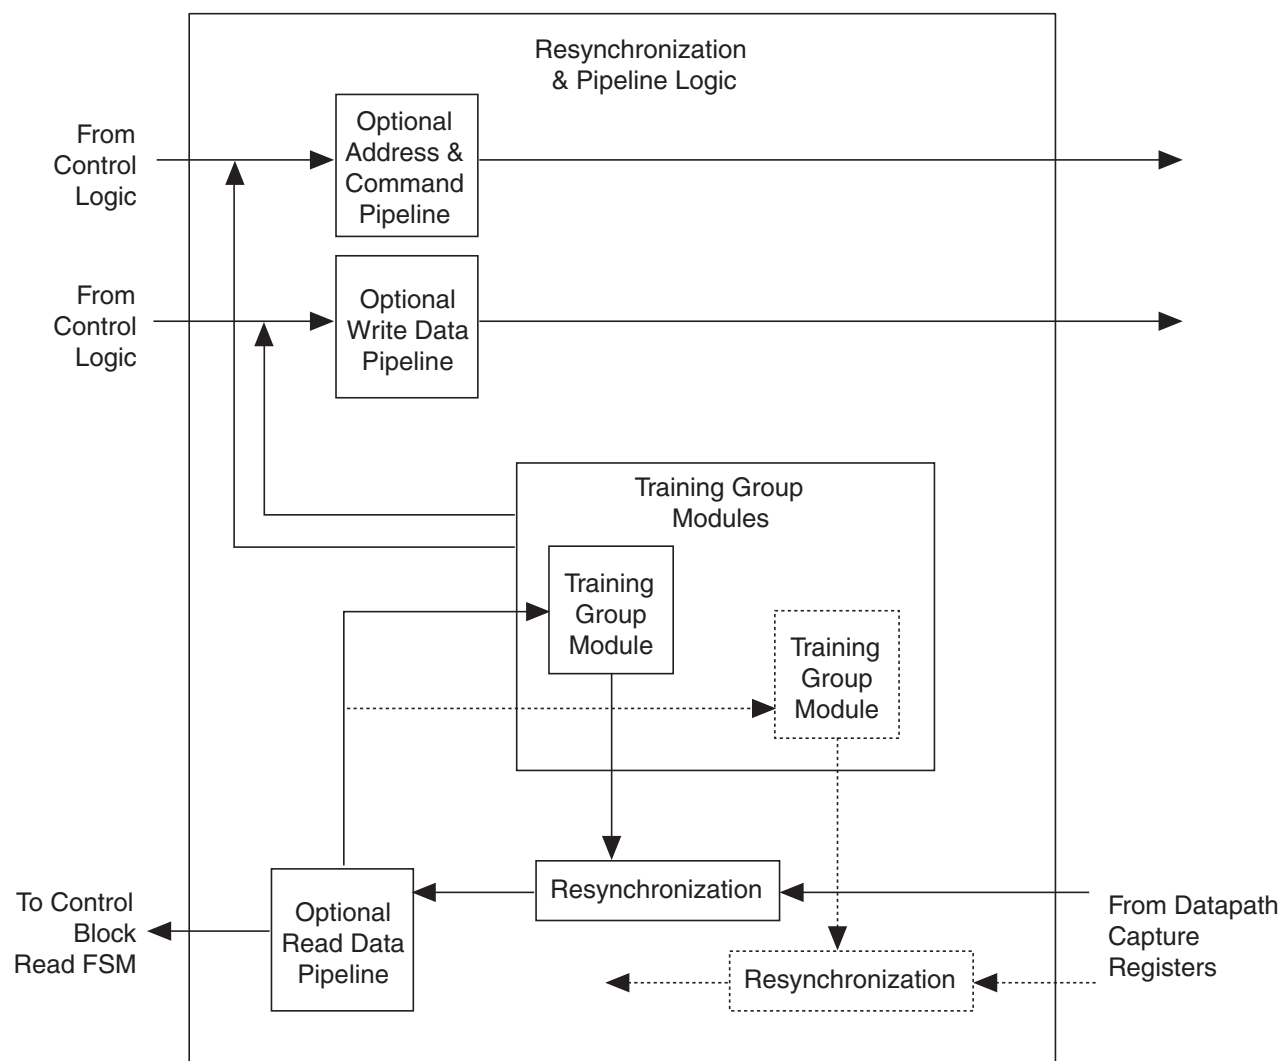 Resynchronization
& Pipeline Logic
From
Control
Logic
Optional
Address &
Command
Pipeline
From
Control
Logic
Optional
Write Data
Pipeline
Training Group
Modules
Training
Group
Module
Training
Group
Module
Resynchronization
To Control
Block
Read FSM
Optional
Read Data
Pipeline
From Datapath
Capture
Registers
Resynchronization